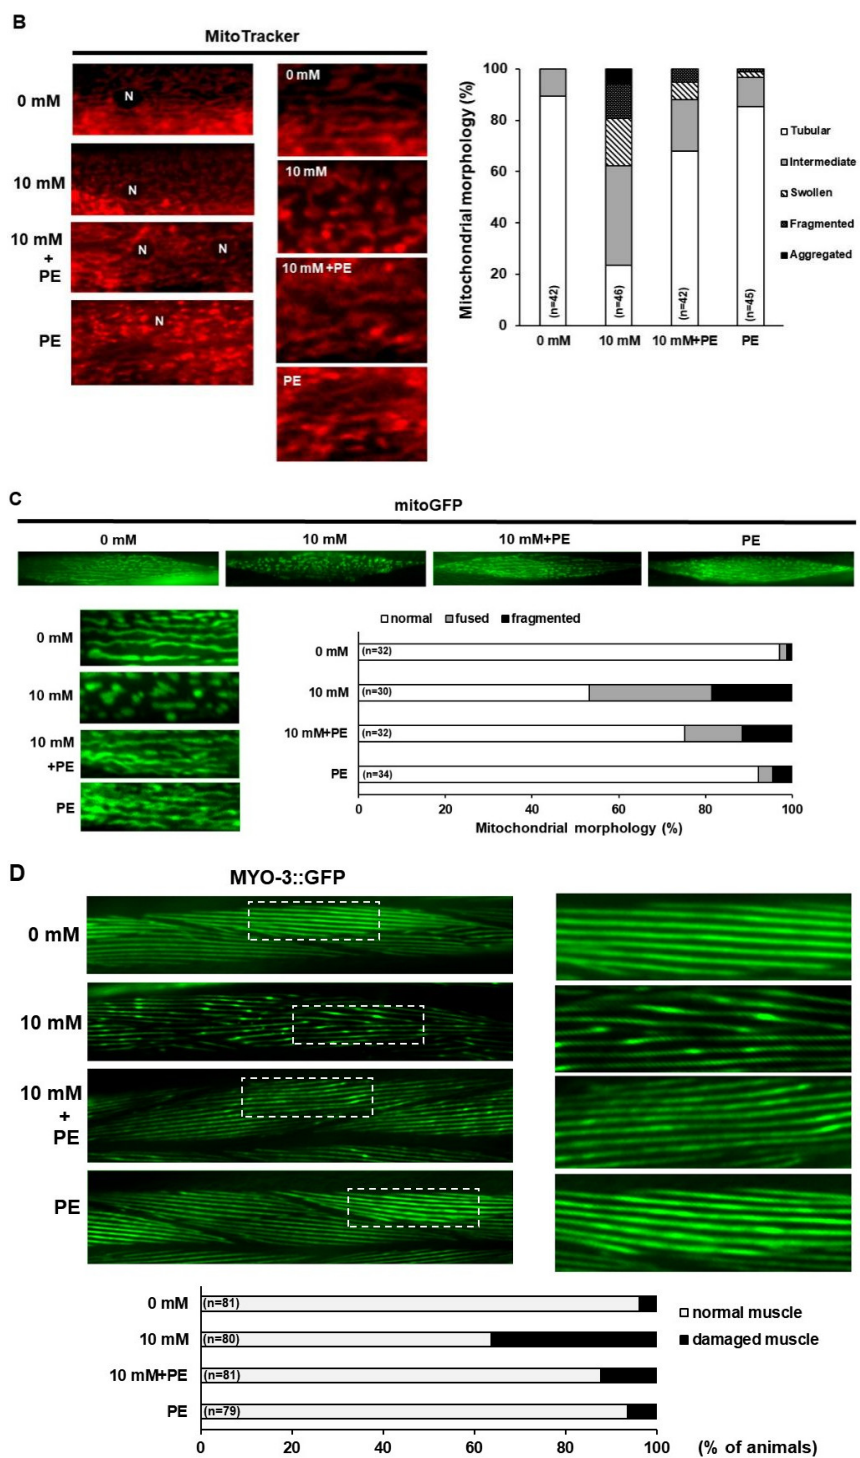 B
MitoTracker
0 mM
N
10 mM
N
10 mM
+
PE
N
N
PE
N
0 mM
10 mM
10 mM +PE
PE
Mitochondrial morphology (%)
100
80
60
40
20
0
(n=42)
(n=46)
(n=42)
(n=45)
0 mM
10 mM
10 mM+PE
PE
Tubular
Intermediate
Swollen
Fragmented
Aggregated
C
mitoGFP
0 mM
10 mM
10 mM+PE
PE
0 mM
10 mM
10 mM
+PE
PE
normal fused fragmented
0 mM
(n=32)
10 mM
(n=30)
10 mM+PE
(n=32)
PE
(n=34)
0 20 40 60 80 100
Mitochondrial morphology (%)
D
MYO-3::GFP
0 mM
10 mM
10 mM
+
PE
PE
0 mM
(n=81)
10 mM
(n=80)
10 mM+PE
(n=81)
PE
(n=79)
normal muscle
damaged muscle
0 20 40 60 80 100 (% of animals)